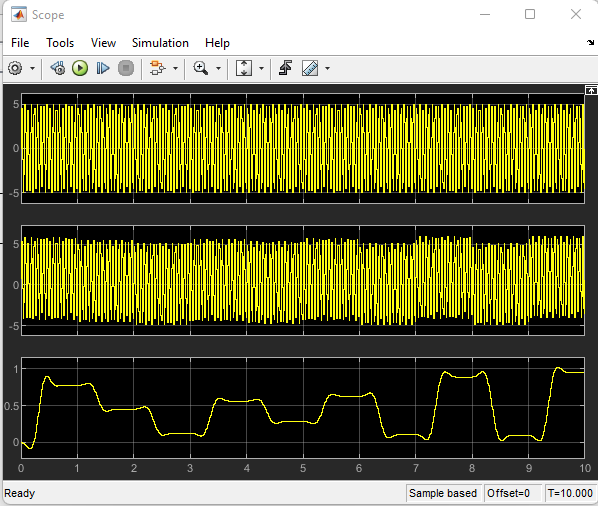 Scope
File Tools View Simulation Help
5
0
-5
5
0
-5
1
0.5
0
0 1 2 3 4 5 6 7 8 9 10
Ready Sample based Offset=0 T=10.000